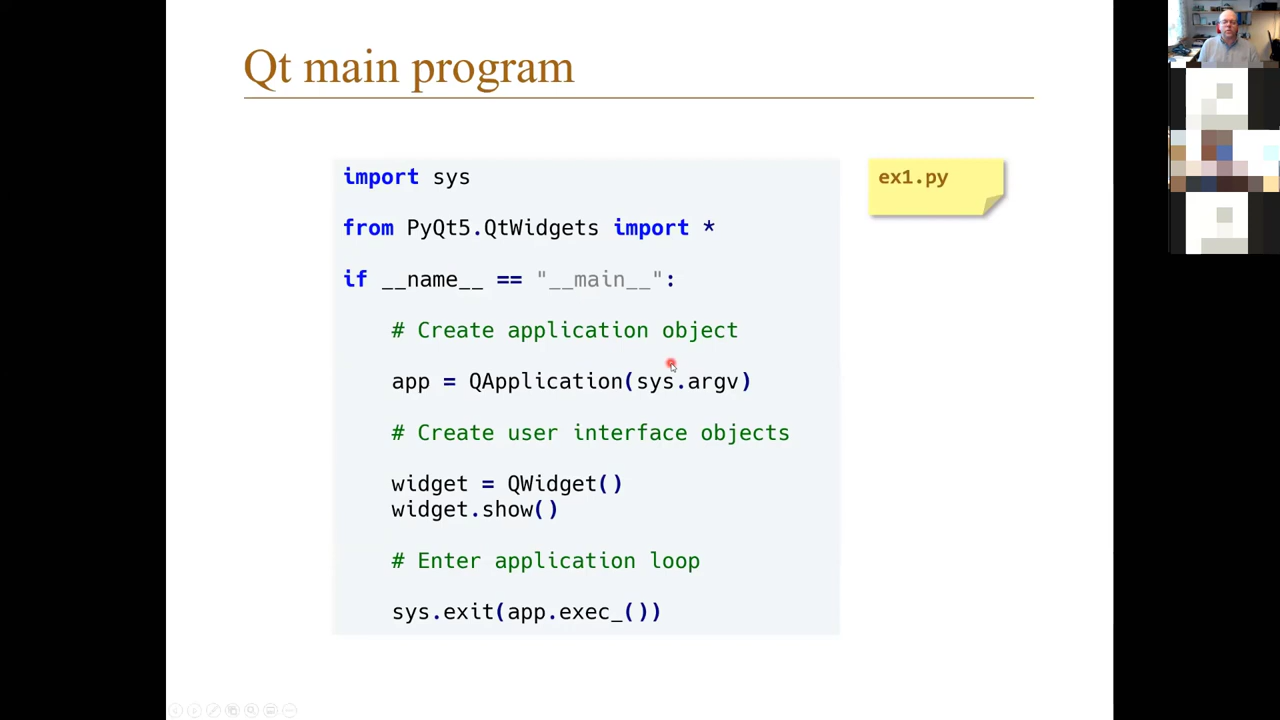 Qt main program
import sys
from PyQt5.QtWidgets import *
if __name__ == "__main__":
# Create application object
app = QApplication(sys.argv)
# Create user interface objects
widget = QWidget()
widget.show()
# Enter application loop
sys.exit(app.exec_())
ex1.py